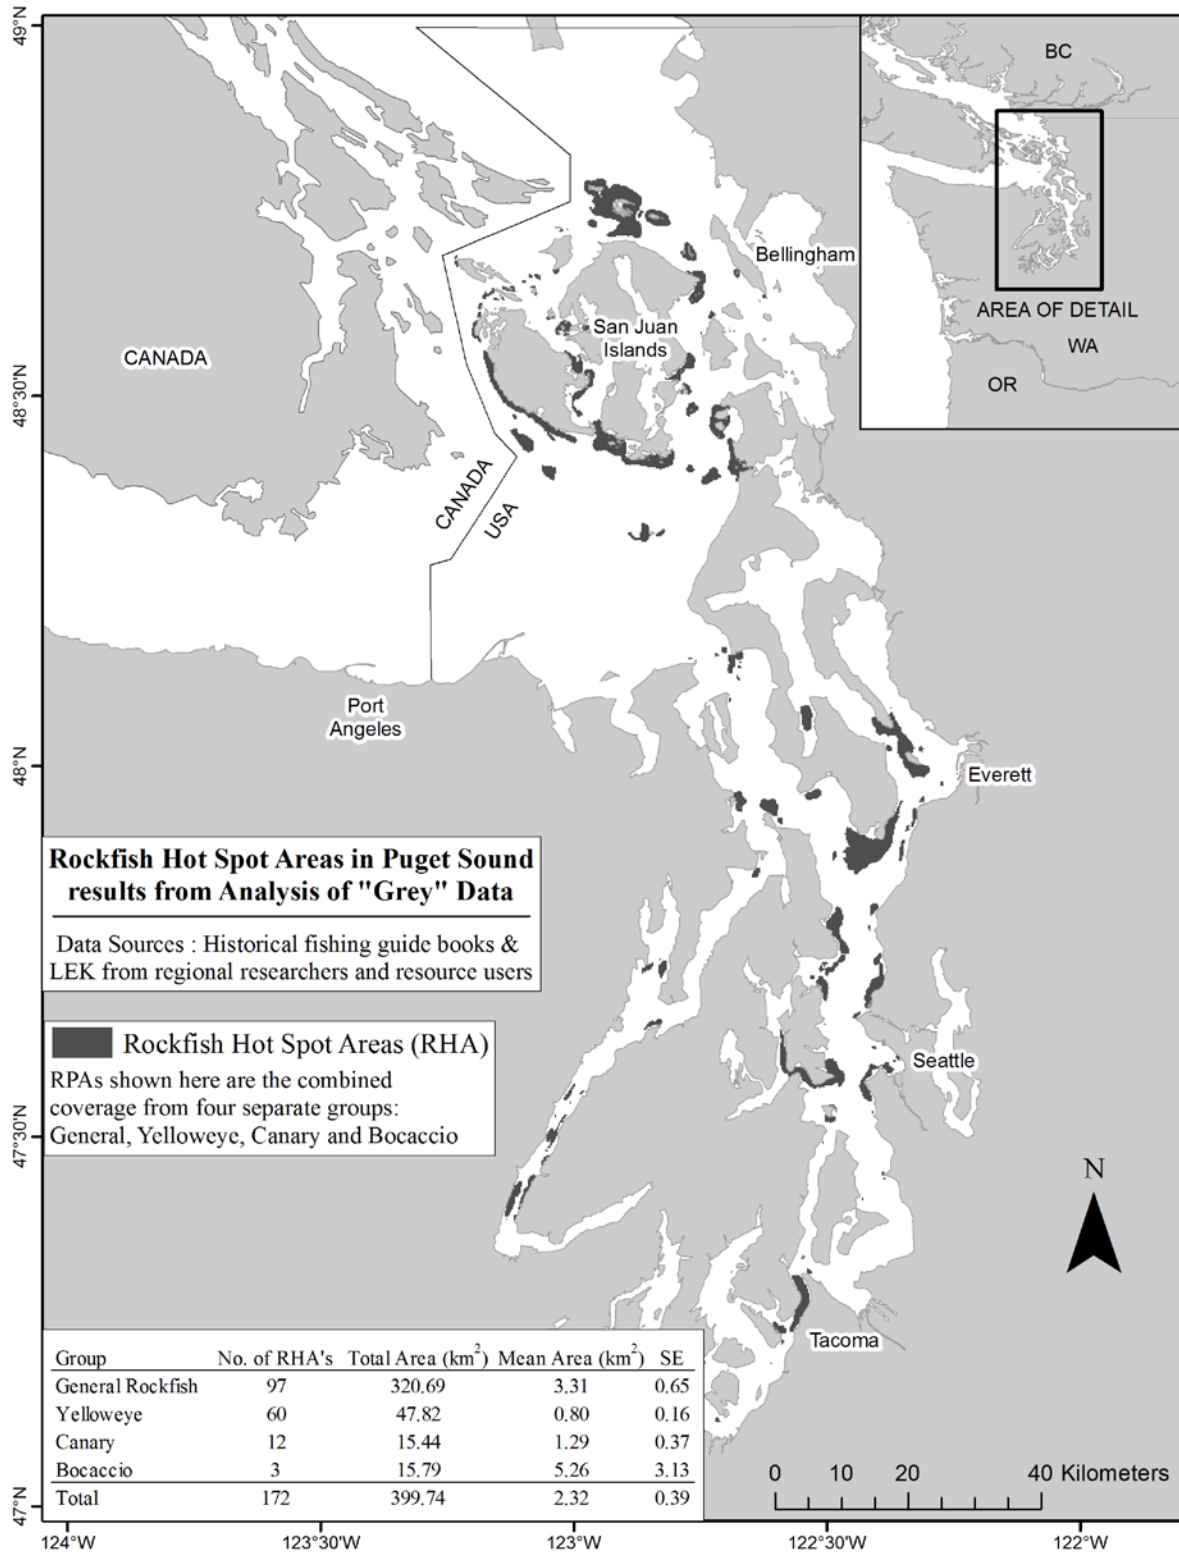 49°N
BC
AREA OF DETAIL
WA
OR
Bellingham
San Juan
Islands
CANADA
48°30'N
CANADA
USA
Port
Angeles
48°N
Everett
Rockfish Hot Spot Areas in Puget Sound
results from Analysis of "Grey" Data
Data Sources : Historical fishing guide books &
LEK from regional researchers and resource users
Rockfish Hot Spot Areas (RHA)
RPAs shown here are the combined
coverage from four separate groups:
General, Yelloweye, Canary and Bocaccio
Seattle
47°30'N
N
Tacoma
Group No. of RHA's Total Area (km²) Mean Area (km²) SE
General Rockfish 97 320.69 3.31 0.65
Yelloweye 60 47.82 0.80 0.16
Canary 12 15.44 1.29 0.37
Bocaccio 3 15.79 5.26 3.13
Total 172 399.74 2.32 0.39
0 10 20 40 Kilometers
47°N
124°W 123°30'W 123°W 122°30'W 122°W